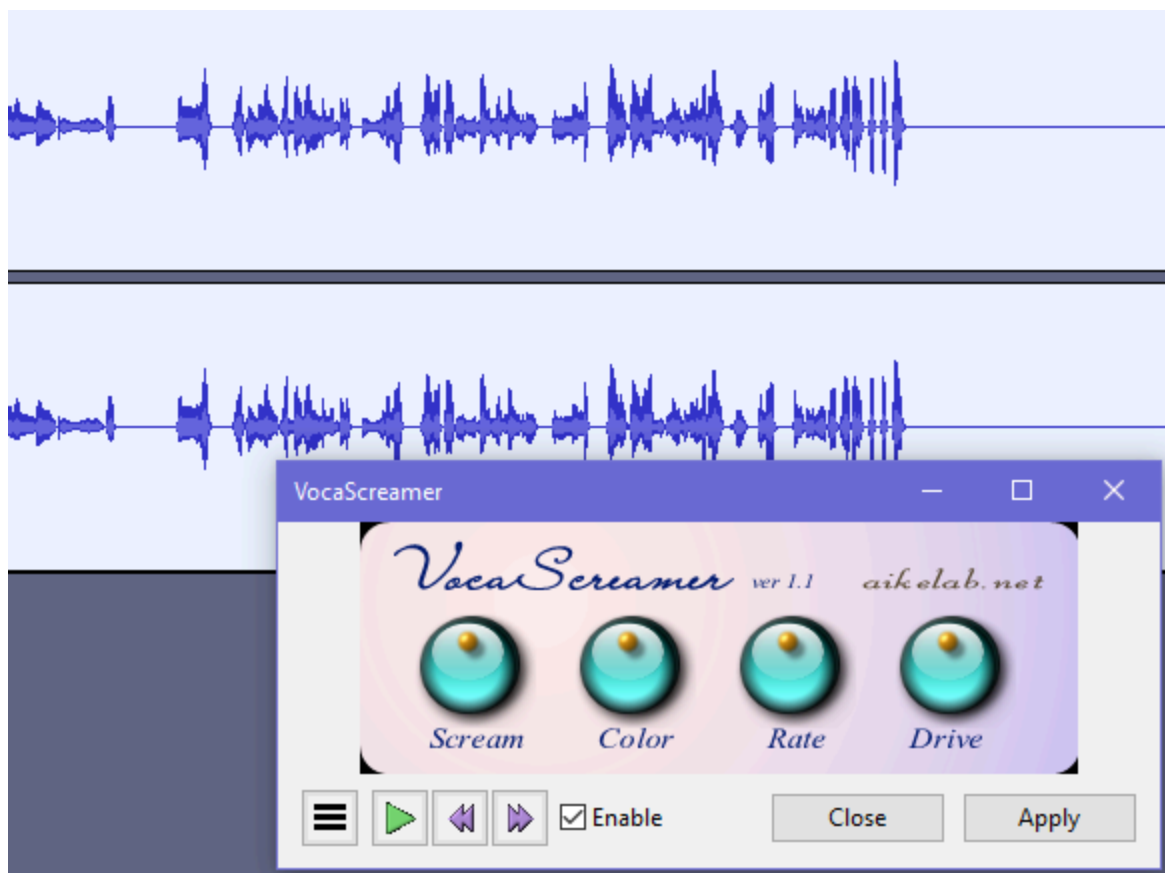 VocaScreamer
VocaScreamer ver 1.1 aikelab.net
Scream Color Rate Drive
Enable Close Apply